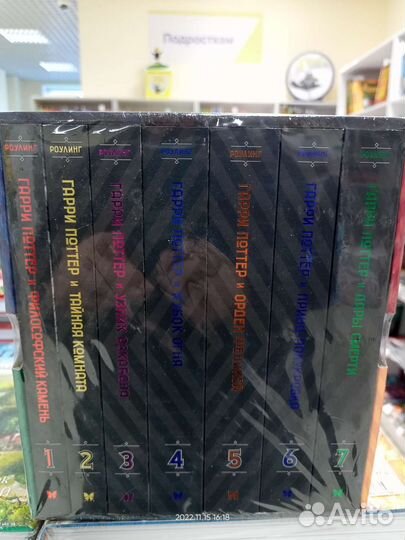 Подросткам
РОУЛИНГ
ГАРРИ ПОТТЕР и ФИЛОСОФСКИЙ КАМЕНЬ
1
РОУЛИНГ
ГАРРИ ПОТТЕР и ТАЙНАЯ КОМНАТА
2
РОУЛИНГ
ГАРРИ ПОТТЕР и УЗНИК АЗКАБАНА
3
РОУЛИНГ
ГАРРИ ПОТТЕР и КУБОК ОГНЯ
4
РОУЛИНГ
ГАРРИ ПОТТЕР и ОРДЕН ФЕНИКСА
5
РОУЛИНГ
ГАРРИ ПОТТЕР и ПРИНЦ-ПОЛУКРОВКА
6
РОУЛИНГ
ГАРРИ ПОТТЕР и ДАРЫ СМЕРТИ
7
2022.11.15 16:18
Avito